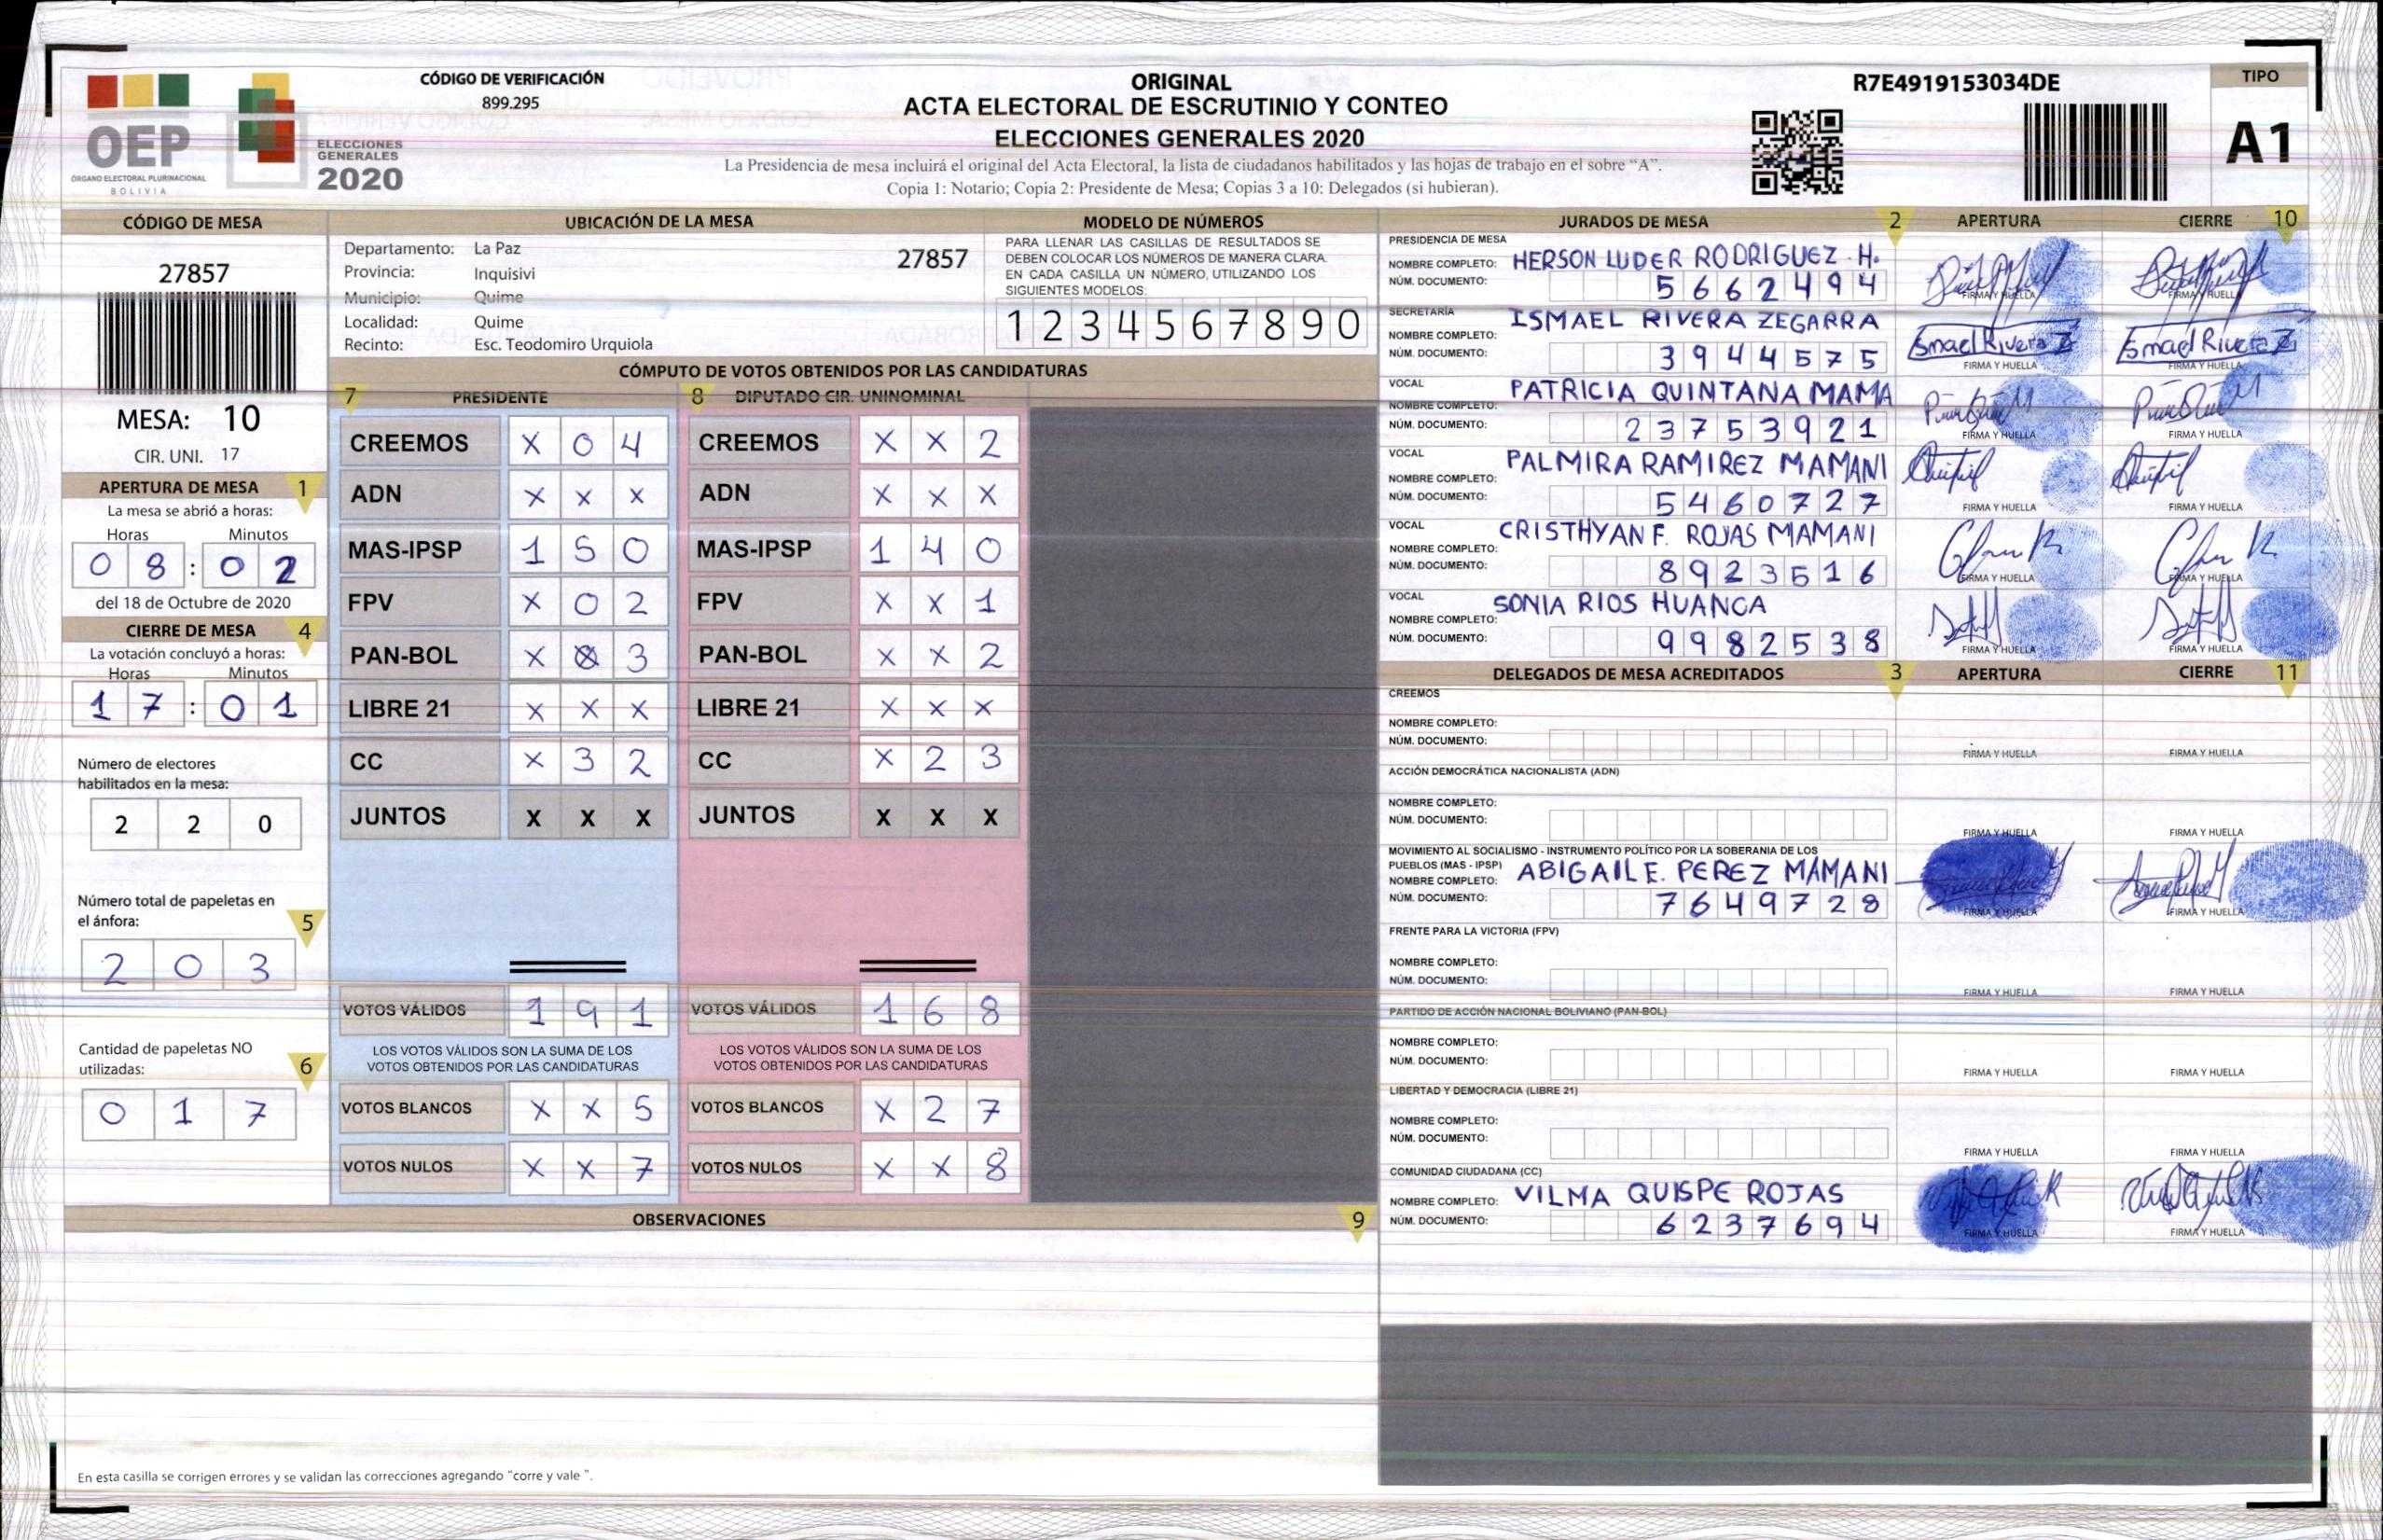 CÓDIGO DE VERIFICACIÓN
899.295
OEP
ÓRGANO ELECTORAL PLURINACIONAL
BOLIVIA
ELECCIONES
GENERALES
2020
ORIGINAL
ACTA ELECTORAL DE ESCRUTINIO Y CONTEO
ELECCIONES GENERALES 2020
La Presidencia de mesa incluirá el original del Acta Electoral, la lista de ciudadanos habilitados y las hojas de trabajo en el sobre “A”.
Copia 1: Notario; Copia 2: Presidente de Mesa; Copias 3 a 10: Delegados (si hubieran).
R7E4919153034DE
TIPO
A1
CÓDIGO DE MESA
27857
MESA: 10
CIR. UNI. 17
APERTURA DE MESA 1
La mesa se abrió a horas:
Horas Minutos
0 8 : 0 2
del 18 de Octubre de 2020
CIERRE DE MESA 4
La votación concluyó a horas:
Horas Minutos
1 7 : 0 1
Número de electores
habilitados en la mesa:
2 2 0
Número total de papeletas en
el ánfora: 5
2 0 3
Cantidad de papeletas NO
utilizadas: 6
0 1 7
UBICACIÓN DE LA MESA
Departamento: La Paz
27857
Provincia: Inquisivi
Municipio: Quime
Localidad: Quime
Recinto: Esc. Teodomiro Urquiola
MODELO DE NÚMEROS
PARA LLENAR LAS CASILLAS DE RESULTADOS SE
DEBEN COLOCAR LOS NÚMEROS DE MANERA CLARA.
EN CADA CASILLA UN NÚMERO, UTILIZANDO LOS
SIGUIENTES MODELOS:
1 2 3 4 5 6 7 8 9 0
CÓMPUTO DE VOTOS OBTENIDOS POR LAS CANDIDATURAS
7 PRESIDENTE
CREEMOS X 0 4
ADN X X X
MAS-IPSP 1 5 0
FPV X 0 2
PAN-BOL X X 3
LIBRE 21 X X X
CC X 3 2
JUNTOS X X X
VOTOS VÁLIDOS 1 9 1
LOS VOTOS VÁLIDOS SON LA SUMA DE LOS
VOTOS OBTENIDOS POR LAS CANDIDATURAS
VOTOS BLANCOS X X 5
VOTOS NULOS X X 7
8 DIPUTADO CIR. UNINOMINAL
CREEMOS X X 2
ADN X X X
MAS-IPSP 1 4 0
FPV X X 1
PAN-BOL X X 2
LIBRE 21 X X X
CC X 2 3
JUNTOS X X X
VOTOS VÁLIDOS 1 6 8
LOS VOTOS VÁLIDOS SON LA SUMA DE LOS
VOTOS OBTENIDOS POR LAS CANDIDATURAS
VOTOS BLANCOS X 2 7
VOTOS NULOS X X 8
OBSERVACIONES 9
En esta casilla se corrigen errores y se validan las correcciones agregando “corre y vale ”.
JURADOS DE MESA 2 APERTURA CIERRE 10
PRESIDENCIA DE MESA
NOMBRE COMPLETO: HERSON LUDER RODRIGUEZ H.
NÚM. DOCUMENTO: 5662494
FIRMA Y HUELLA FIRMA Y HUELLA
SECRETARÍA
NOMBRE COMPLETO: ISMAEL RIVERA ZEGARRA
NÚM. DOCUMENTO: 3944575
Ismael Rivera Z Ismael Rivera Z
FIRMA Y HUELLA FIRMA Y HUELLA
VOCAL
NOMBRE COMPLETO: PATRICIA QUINTANA MAMA
NÚM. DOCUMENTO: 23753921
FIRMA Y HUELLA FIRMA Y HUELLA
VOCAL
NOMBRE COMPLETO: PALMIRA RAMIREZ MAMANI
NÚM. DOCUMENTO: 5460727
FIRMA Y HUELLA FIRMA Y HUELLA
VOCAL
NOMBRE COMPLETO: CRISTHYAN F. ROJAS MAMANI
NÚM. DOCUMENTO: 8923516
FIRMA Y HUELLA FIRMA Y HUELLA
VOCAL
NOMBRE COMPLETO: SONIA RIOS HUANCA
NÚM. DOCUMENTO: 9982538
FIRMA Y HUELLA FIRMA Y HUELLA
DELEGADOS DE MESA ACREDITADOS 3 APERTURA CIERRE 11
CREEMOS
NOMBRE COMPLETO:
NÚM. DOCUMENTO:
FIRMA Y HUELLA FIRMA Y HUELLA
ACCIÓN DEMOCRÁTICA NACIONALISTA (ADN)
NOMBRE COMPLETO:
NÚM. DOCUMENTO:
FIRMA Y HUELLA FIRMA Y HUELLA
MOVIMIENTO AL SOCIALISMO - INSTRUMENTO POLÍTICO POR LA SOBERANIA DE LOS
PUEBLOS (MAS - IPSP)
NOMBRE COMPLETO: ABIGAIL E. PEREZ MAMANI
NÚM. DOCUMENTO: 7649728
FIRMA Y HUELLA FIRMA Y HUELLA
FRENTE PARA LA VICTORIA (FPV)
NOMBRE COMPLETO:
NÚM. DOCUMENTO:
FIRMA Y HUELLA FIRMA Y HUELLA
PARTIDO DE ACCIÓN NACIONAL BOLIVIANO (PAN-BOL)
NOMBRE COMPLETO:
NÚM. DOCUMENTO:
FIRMA Y HUELLA FIRMA Y HUELLA
LIBERTAD Y DEMOCRACIA (LIBRE 21)
NOMBRE COMPLETO:
NÚM. DOCUMENTO:
FIRMA Y HUELLA FIRMA Y HUELLA
COMUNIDAD CIUDADANA (CC)
NOMBRE COMPLETO: VILMA QUISPE ROJAS
NÚM. DOCUMENTO: 6237694
FIRMA Y HUELLA FIRMA Y HUELLA